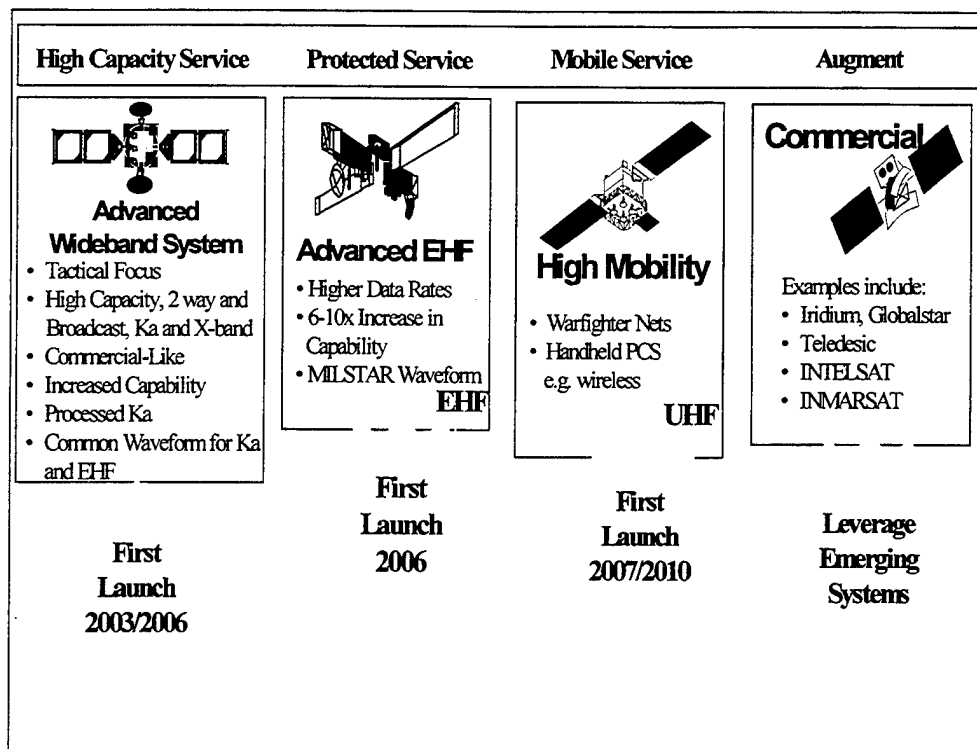 High Capacity Service
Protected Service
Mobile Service
Augment
Advanced
Wideband System
• Tactical Focus
• High Capacity, 2 way and
Broadcast, Ka and X-band
• Commercial-Like
• Increased Capability
• Processed Ka
• Common Waveform for Ka
and EHF
First
Launch
2003/2006
Advanced EHF
• Higher Data Rates
• 6-10x Increase in
Capability
• MILSTAR Waveform
EHF
First
Launch
2006
High Mobility
• Warfighter Nets
• Handheld PCS
e.g. wireless
UHF
First
Launch
2007/2010
Commercial
Examples include:
• Iridium, Globalstar
• Teledesic
• INTELSAT
• INMARSAT
Leverage
Emerging
Systems